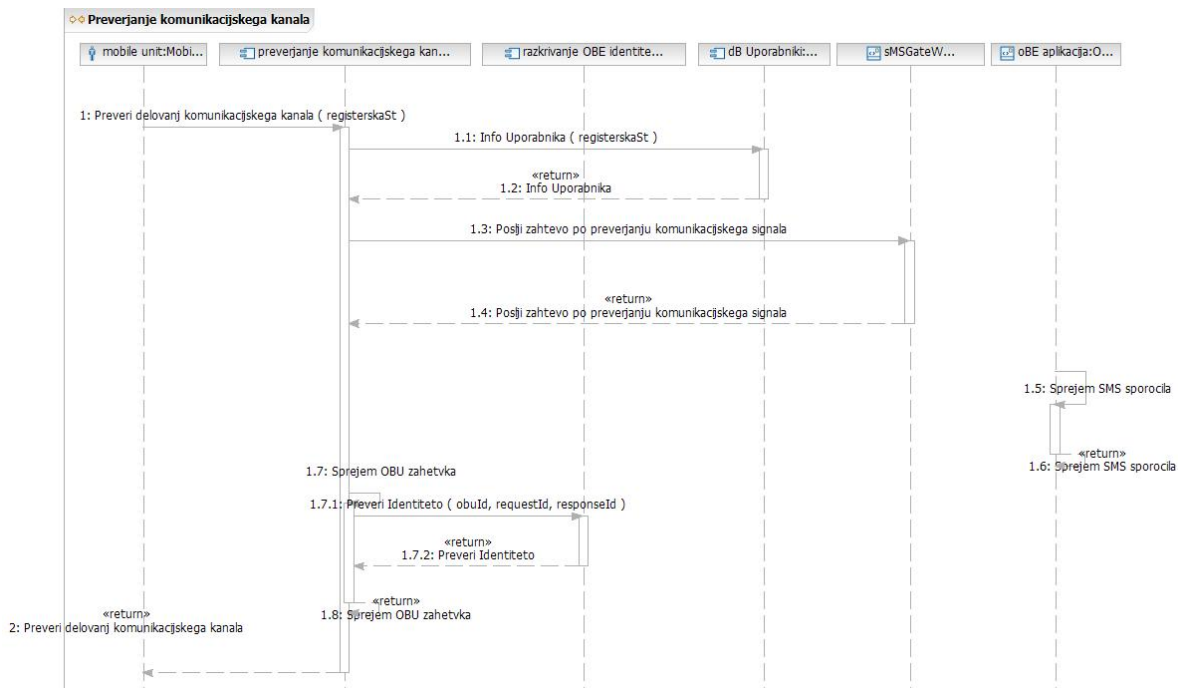 Preverjanje komunikacijskega kanala
mobile unit:Mobi...
preverjanje komunikacijskega kan...
razkrivanje OBE identite...
dB Uporabniki:...
sMSGateW...
oBE aplikacija:O...
1: Preveri delovanj komunikacijskega kanala ( registerskaSt )
1.1: Info Uporabnika ( registerskaSt )
«return»
1.2: Info Uporabnika
1.3: Poslji zahtevo po preverjanju komunikacijskega signala
«return»
1.4: Poslji zahtevo po preverjanju komunikacijskega signala
1.5: Sprejem SMS sporocila
«return»
1.6: Sprejem SMS sporocila
1.7: Sprejem OBU zahetvka
1.7.1: Preveri Identiteto ( obuId, requestId, responseId )
«return»
1.7.2: Preveri Identiteto
«return»
1.8: Sprejem OBU zahetvka
«return»
2: Preveri delovanj komunikacijskega kanala